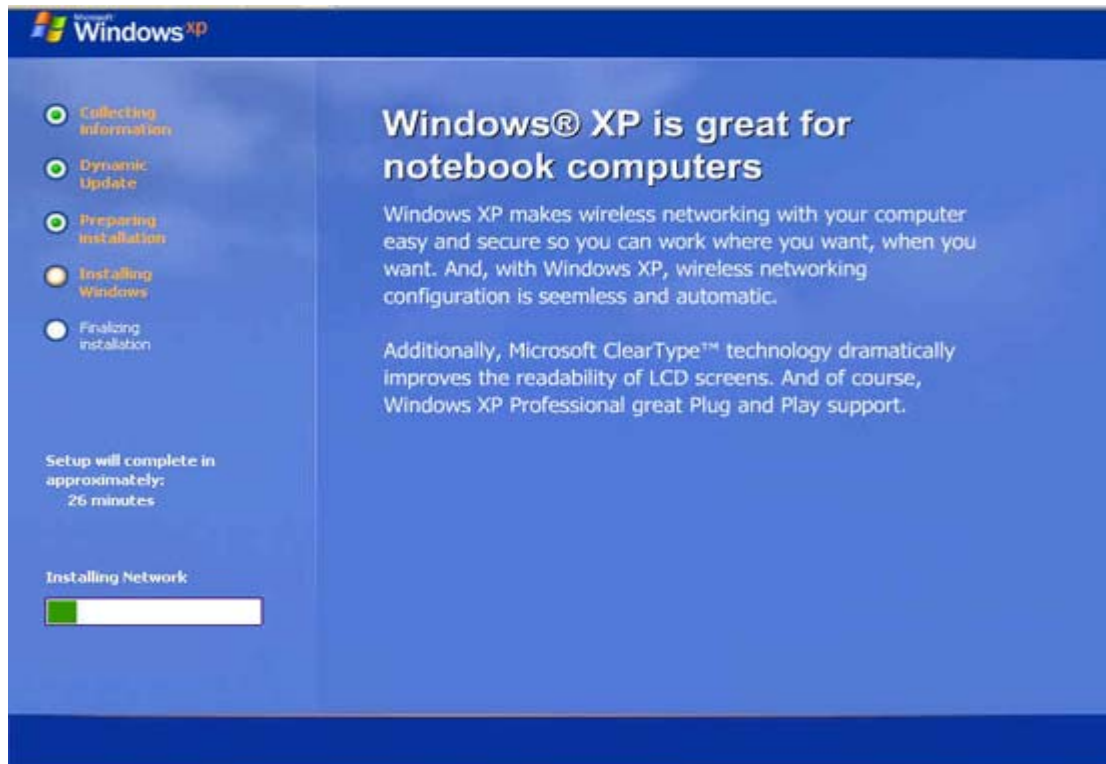 Microsoft
Windows xp
Collecting
information
Dynamic
Update
Preparing
installation
Installing
Windows
Finalizing
installation
Setup will complete in
approximately:
26 minutes
Installing Network
Windows® XP is great for
notebook computers
Windows XP makes wireless networking with your computer
easy and secure so you can work where you want, when you
want. And, with Windows XP, wireless networking
configuration is seemless and automatic.
Additionally, Microsoft ClearType™ technology dramatically
improves the readability of LCD screens. And of course,
Windows XP Professional great Plug and Play support.